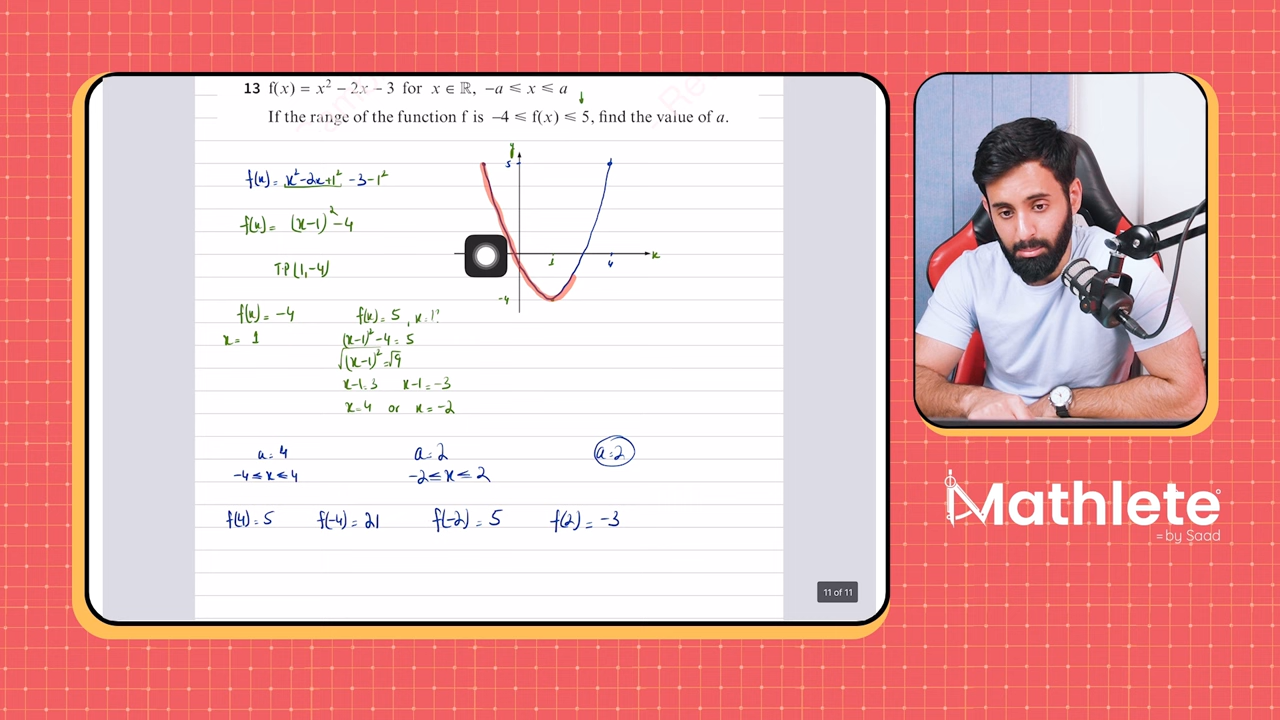 13 f(x) = x² − 2x − 3 for x ∈ ℝ, −a ⩽ x ⩽ a
If the range of the function f is −4 ⩽ f(x) ⩽ 5, find the value of a.
y
5
f(x) = x² − 2x + 1² − 3 − 1²
f(x) = (x−1)² − 4
x
1
4
T.P (1, −4)
−4
f(x) = −4
f(x) = 5 , x = ??
x = 1
(x−1)² − 4 = 5
√(x−1)² = √9
x−1 = 3 x−1 = −3
x = 4 or x = −2
a = 4 a = 2 a = 2
−4 ≤ x ≤ 4 −2 ≤ x ≤ 2
f(4) = 5 f(−4) = 21 f(−2) = 5 f(2) = −3
11 of 11
Mathlete
= by Saad